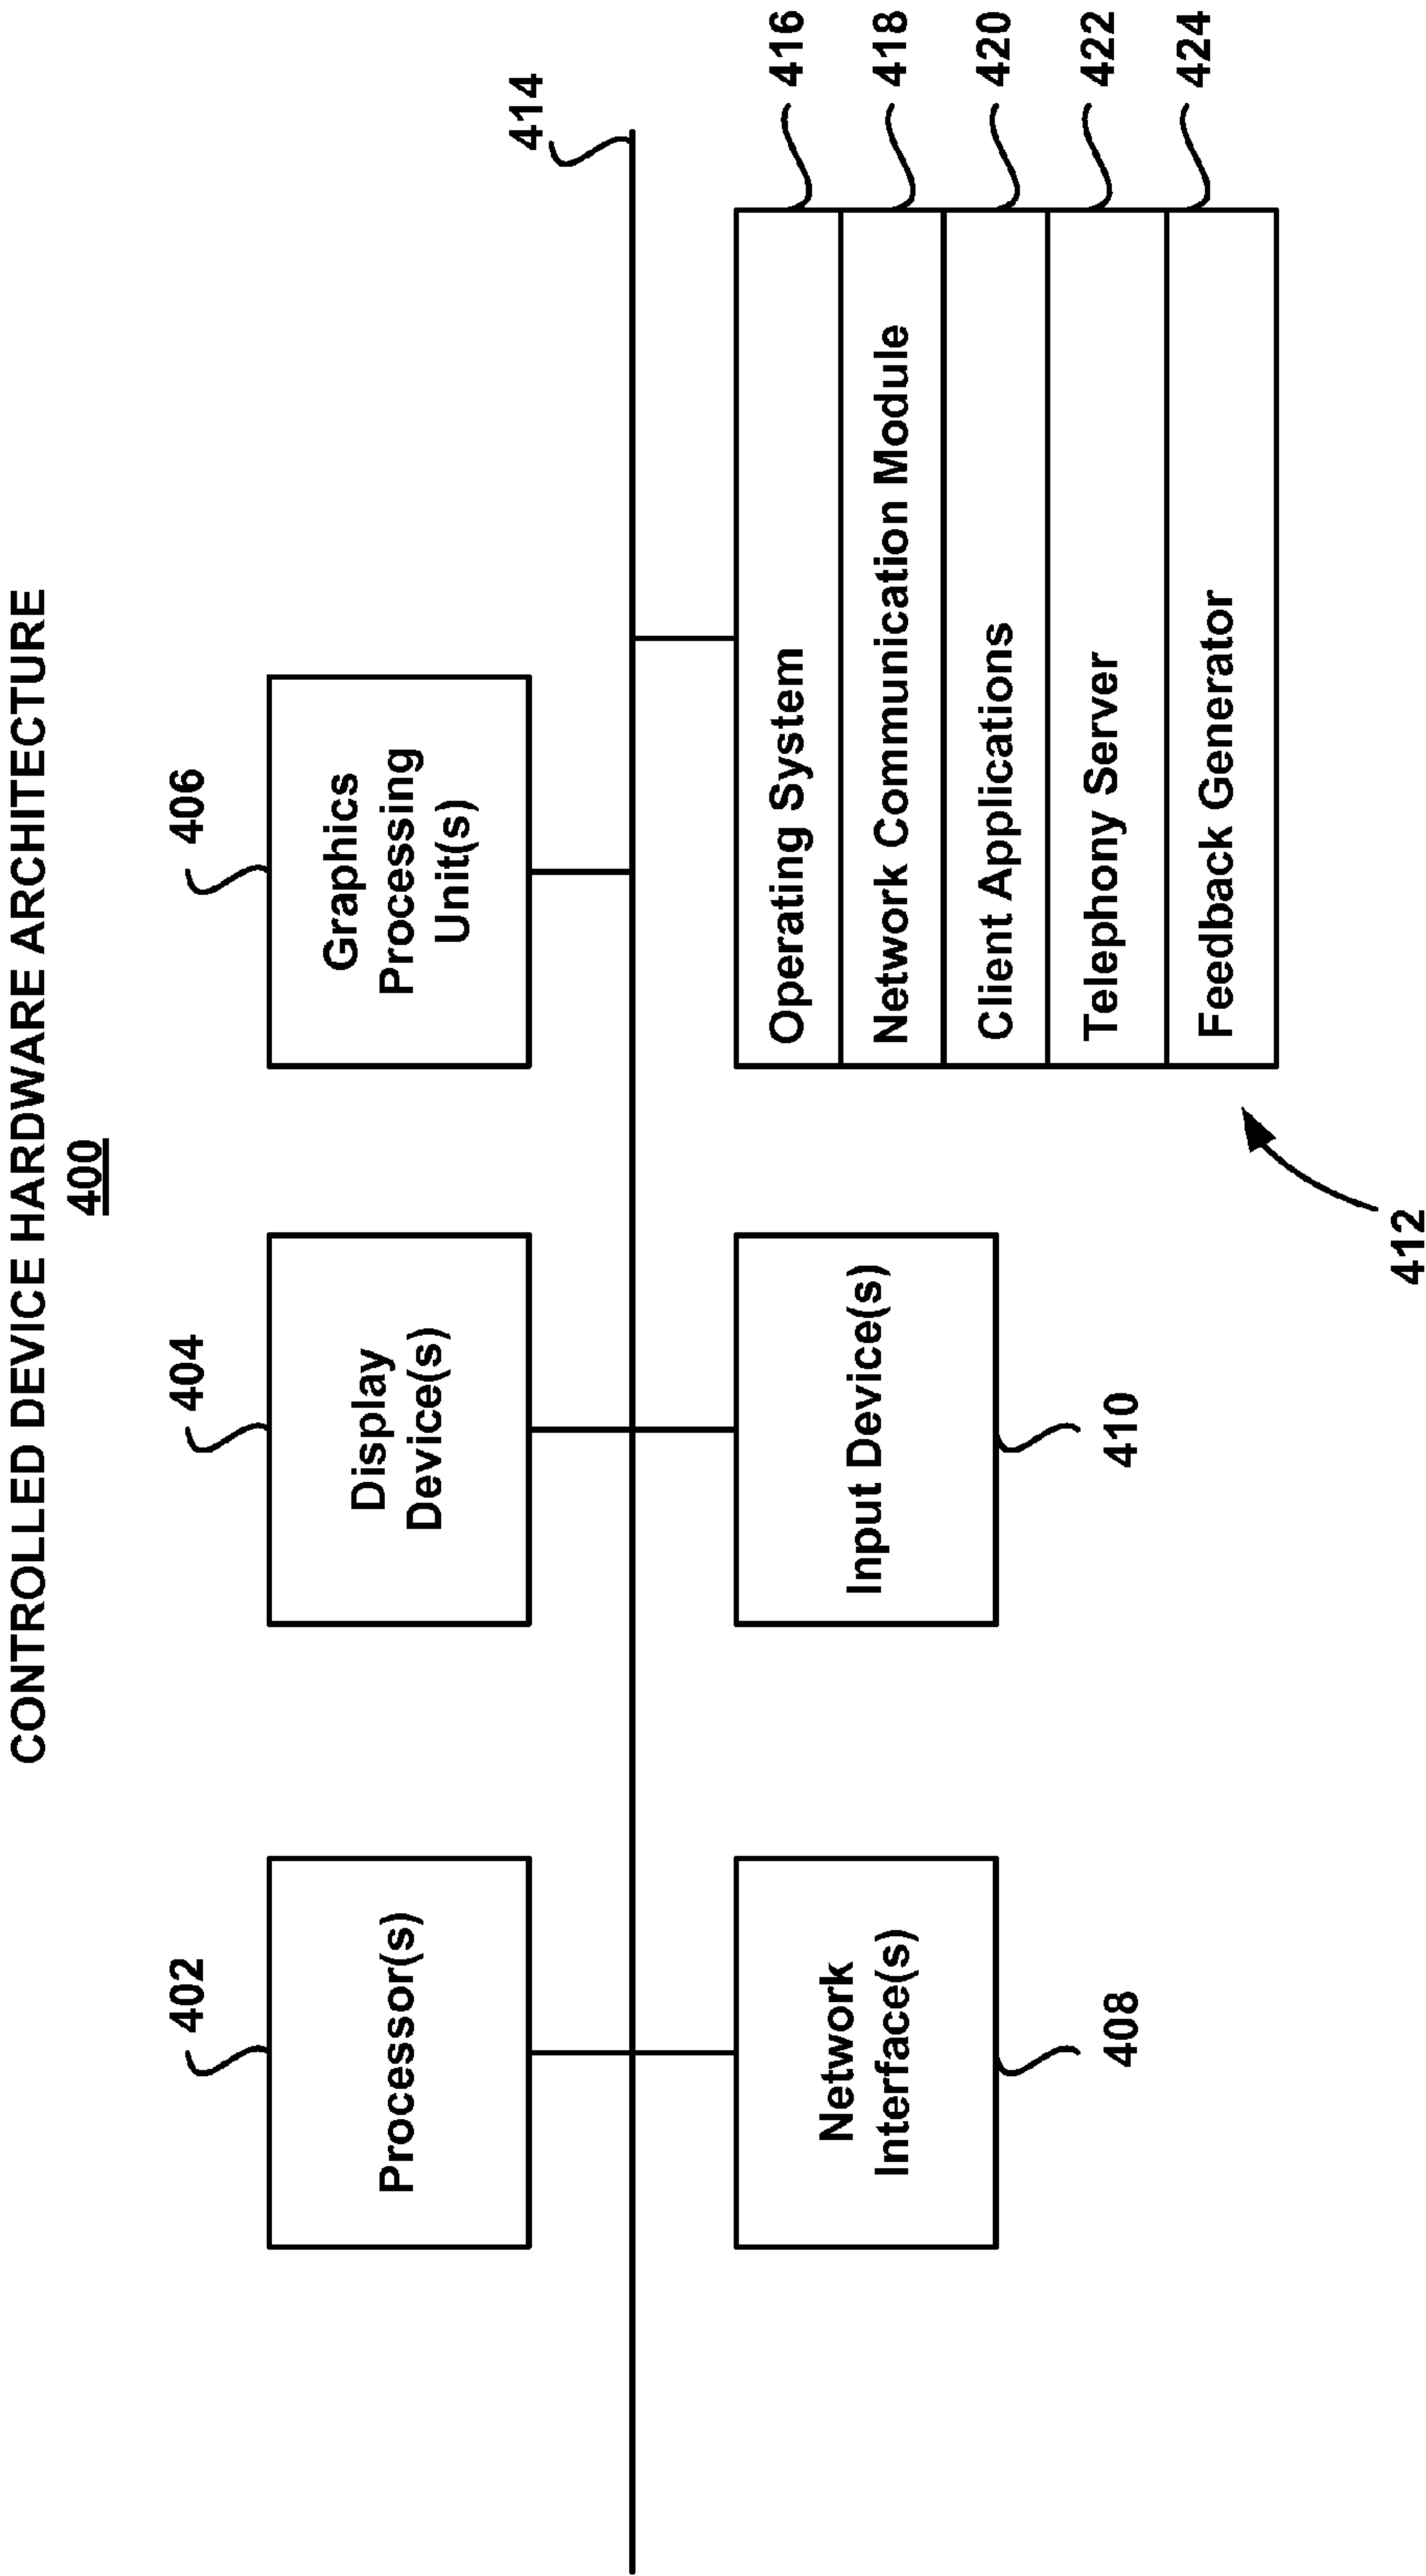 CONTROLLED DEVICE HARDWARE ARCHITECTURE
400
402
404
406
Processor(s)
Display
Device(s)
Graphics
Processing
Unit(s)
414
Network
Interface(s)
408
Input Device(s)
410
Operating System
416
Network Communication Module
418
Client Applications
420
Telephony Server
422
Feedback Generator
424
412